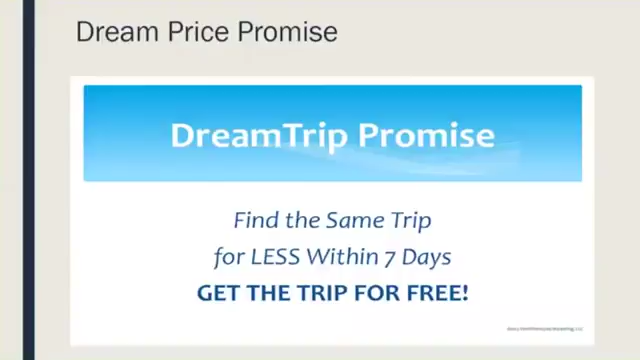 Dream Price Promise
DreamTrip Promise
Find the Same Trip
for LESS Within 7 Days
GET THE TRIP FOR FREE!